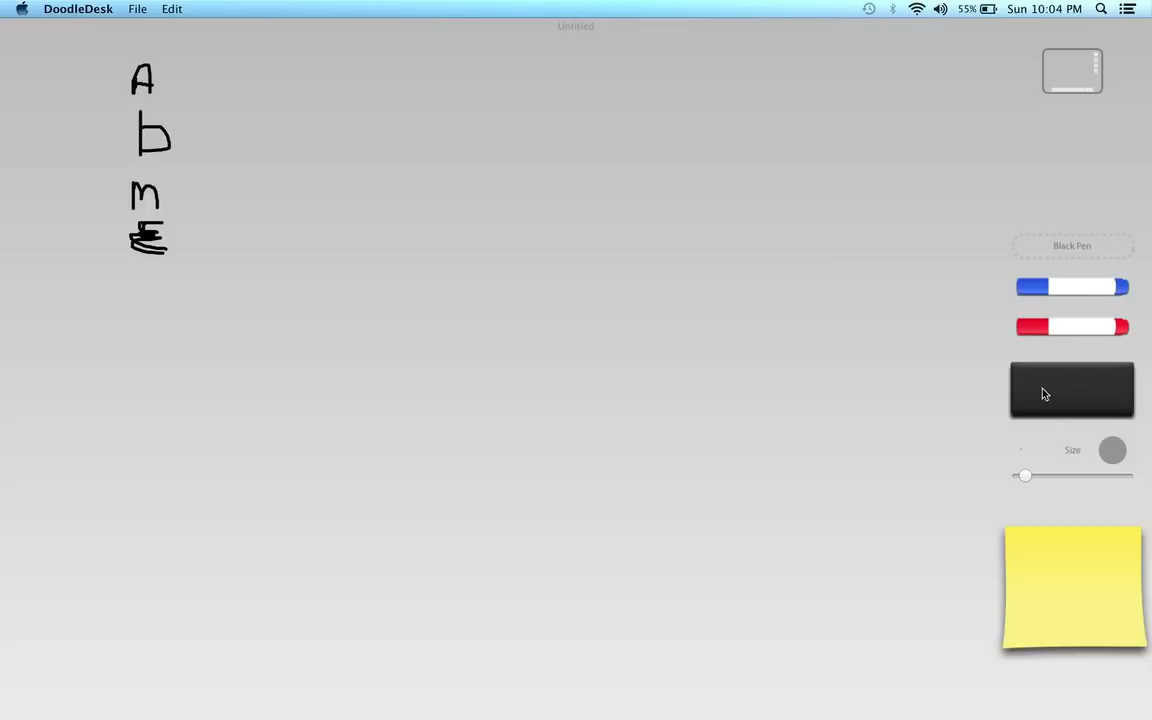 DoodleDesk File Edit 55% Sun 10:04 PM
Untitled
A
b
M
Black Pen
Size